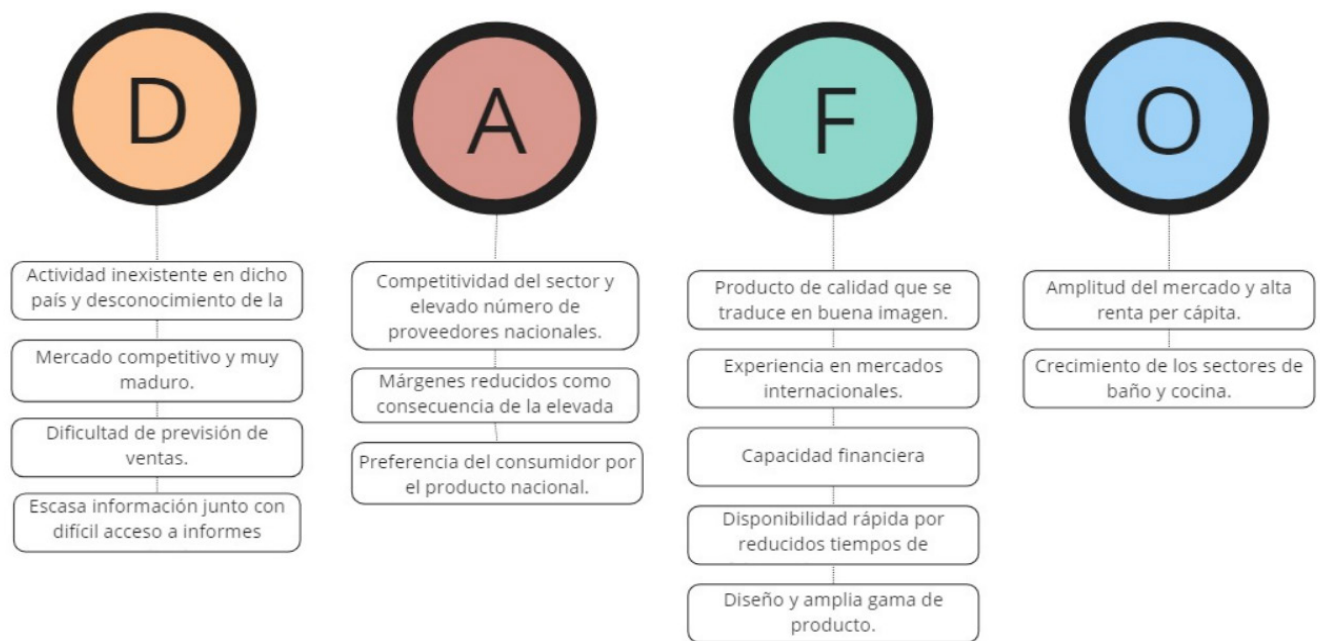 D
Actividad inexistente en dicho
país y desconocimiento de la
Mercado competitivo y muy
maduro.
Dificultad de previsión de
ventas.
Escasa información junto con
difícil acceso a informes
A
Competitividad del sector y
elevado número de
proveedores nacionales.
Márgenes reducidos como
consecuencia de la elevada
Preferencia del consumidor por
el producto nacional.
F
Producto de calidad que se
traduce en buena imagen.
Experiencia en mercados
internacionales.
Capacidad financiera
Disponibilidad rápida por
reducidos tiempos de
Diseño y amplia gama de
producto.
O
Amplitud del mercado y alta
renta per cápita.
Crecimiento de los sectores de
baño y cocina.